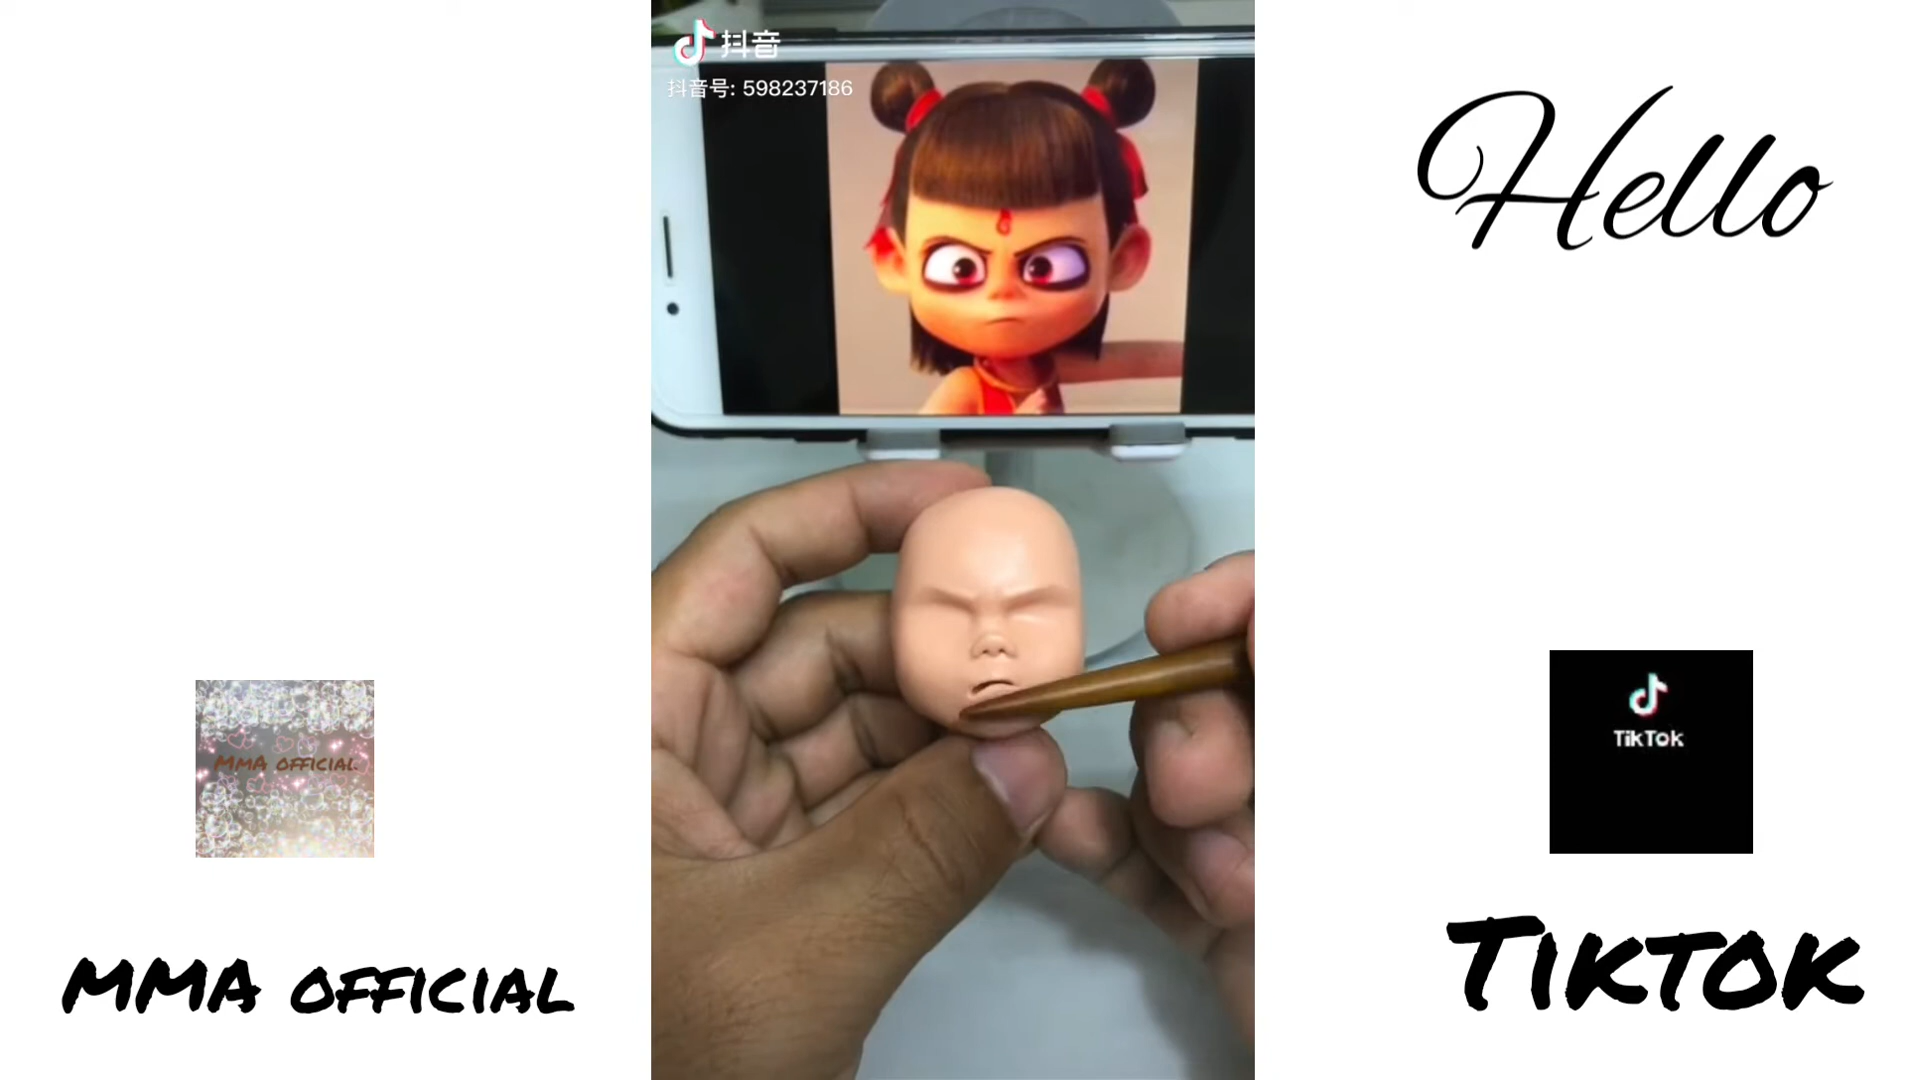 抖音
抖音号: 598237186
Hello
MMA OFFICIAL
TikTok
MMA OFFICIAL
TIKTOK